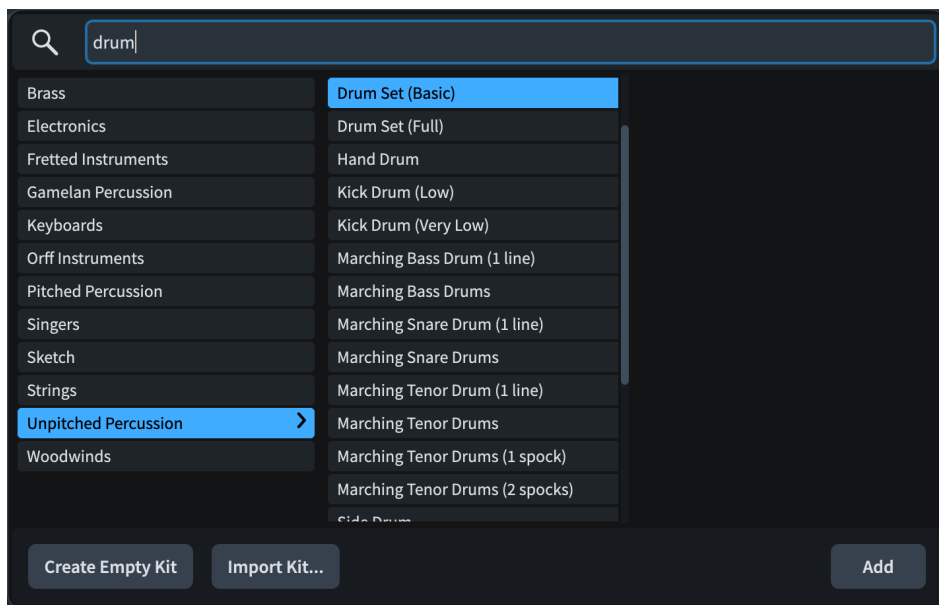 drum
Brass
Electronics
Fretted Instruments
Gamelan Percussion
Keyboards
Orff Instruments
Pitched Percussion
Singers
Sketch
Strings
Unpitched Percussion
Woodwinds
Drum Set (Basic)
Drum Set (Full)
Hand Drum
Kick Drum (Low)
Kick Drum (Very Low)
Marching Bass Drum (1 line)
Marching Bass Drums
Marching Snare Drum (1 line)
Marching Snare Drums
Marching Tenor Drum (1 line)
Marching Tenor Drums
Marching Tenor Drums (1 spock)
Marching Tenor Drums (2 spocks)
Side Drum
Create Empty Kit
Import Kit...
Add